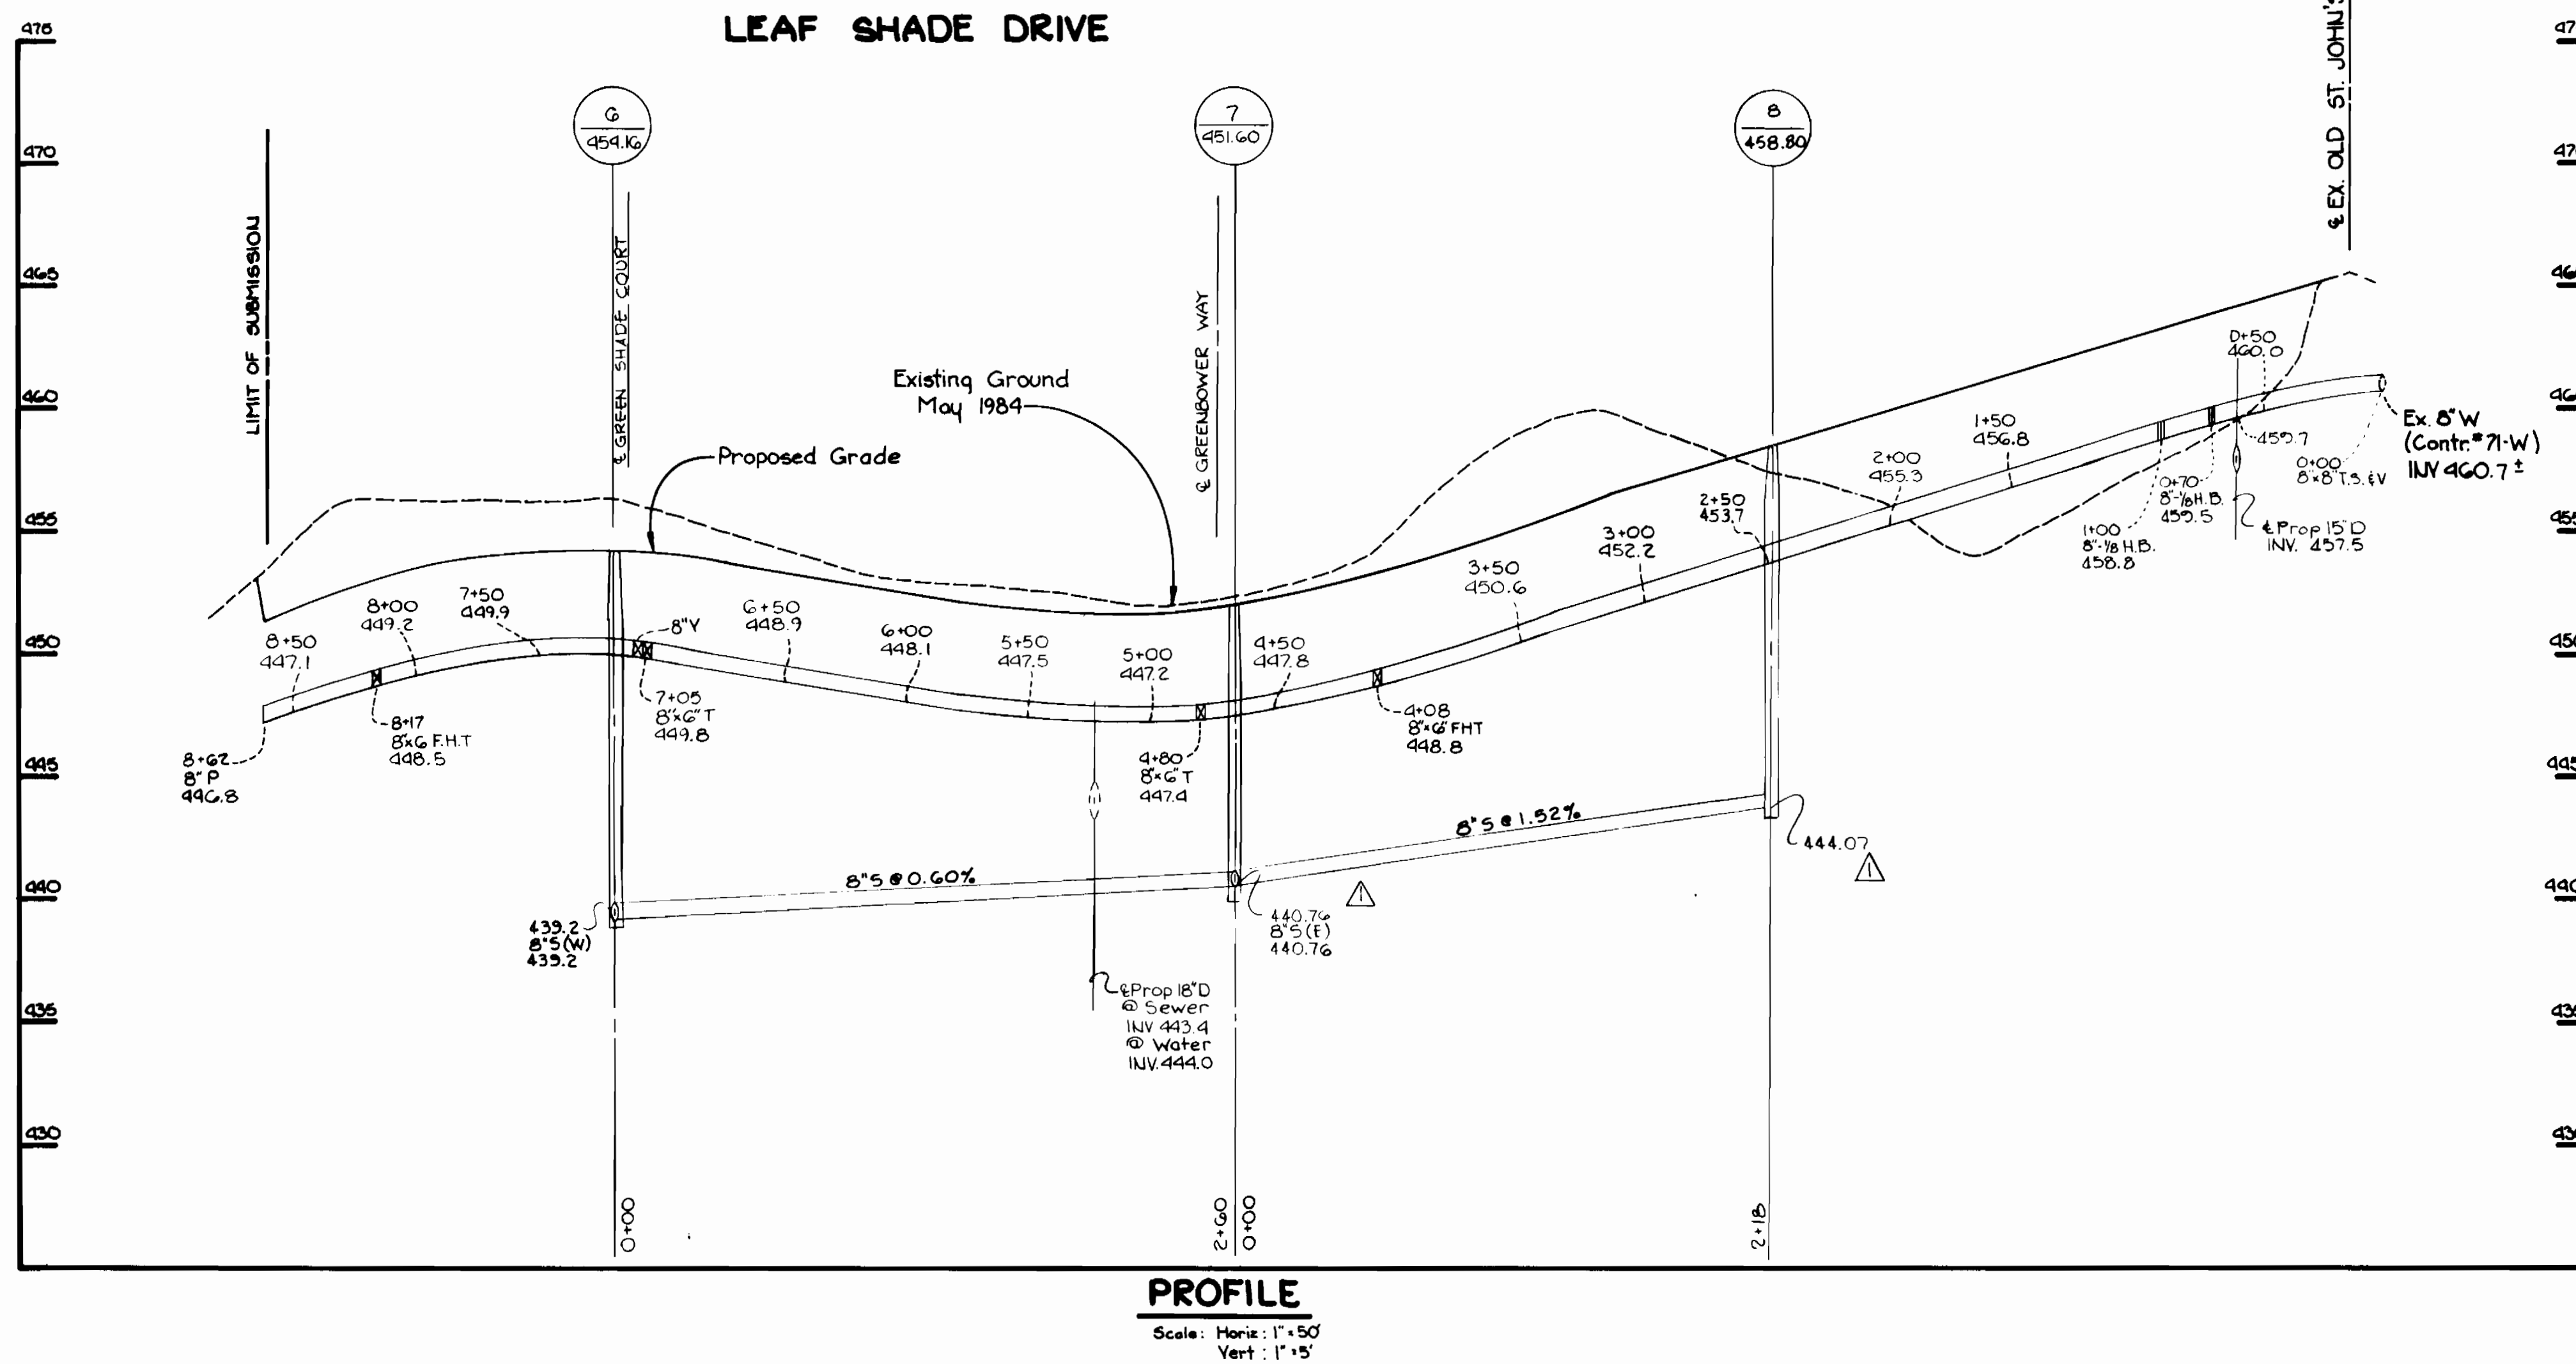 LEAF SHADE DRIVE
475
470
465
460
455
450
445
440
435
430
LIMIT OF SUBMISSION
6
454.16
℄ GREEN SHADE COURT
7
451.60
℄ GREENBOWER WAY
8
458.80
℄ EX. OLD ST. JOHN'S
Existing Ground
May 1984
Proposed Grade
8+62
8" P
446.8
8+50
447.1
8+17
8"x6 F.H.T
448.5
8+00
449.2
7+50
449.9
8"V
7+05
8"x6"T
449.8
6+50
448.9
6+00
448.1
5+50
447.5
5+00
447.2
4+80
8"x6"T
447.4
4+50
447.8
4+08
8"x6"FHT
448.8
3+50
450.6
3+00
452.2
2+50
453.7
2+00
455.3
1+50
456.8
1+00
8"-1/8 H.B.
458.8
0+70
8"-1/8 H.B.
459.5
0+50
460.0
459.7
0+00
8"x8"T.S.&V
Ex. 8" W
(Contr.# 71-W)
INV 460.7 ±
℄ Prop 15"D
INV. 457.5
8"S @ 0.60%
8"S @ 1.52%
439.2
8"S(W)
439.2
440.76
8"S(E)
440.76
1
444.07
1
℄ Prop 18"D
@ Sewer
INV 443.4
@ Water
INV. 444.0
0+00
2+60
0+00
2+18
PROFILE
Scale: Horiz: 1"=50'
Vert: 1"=5'